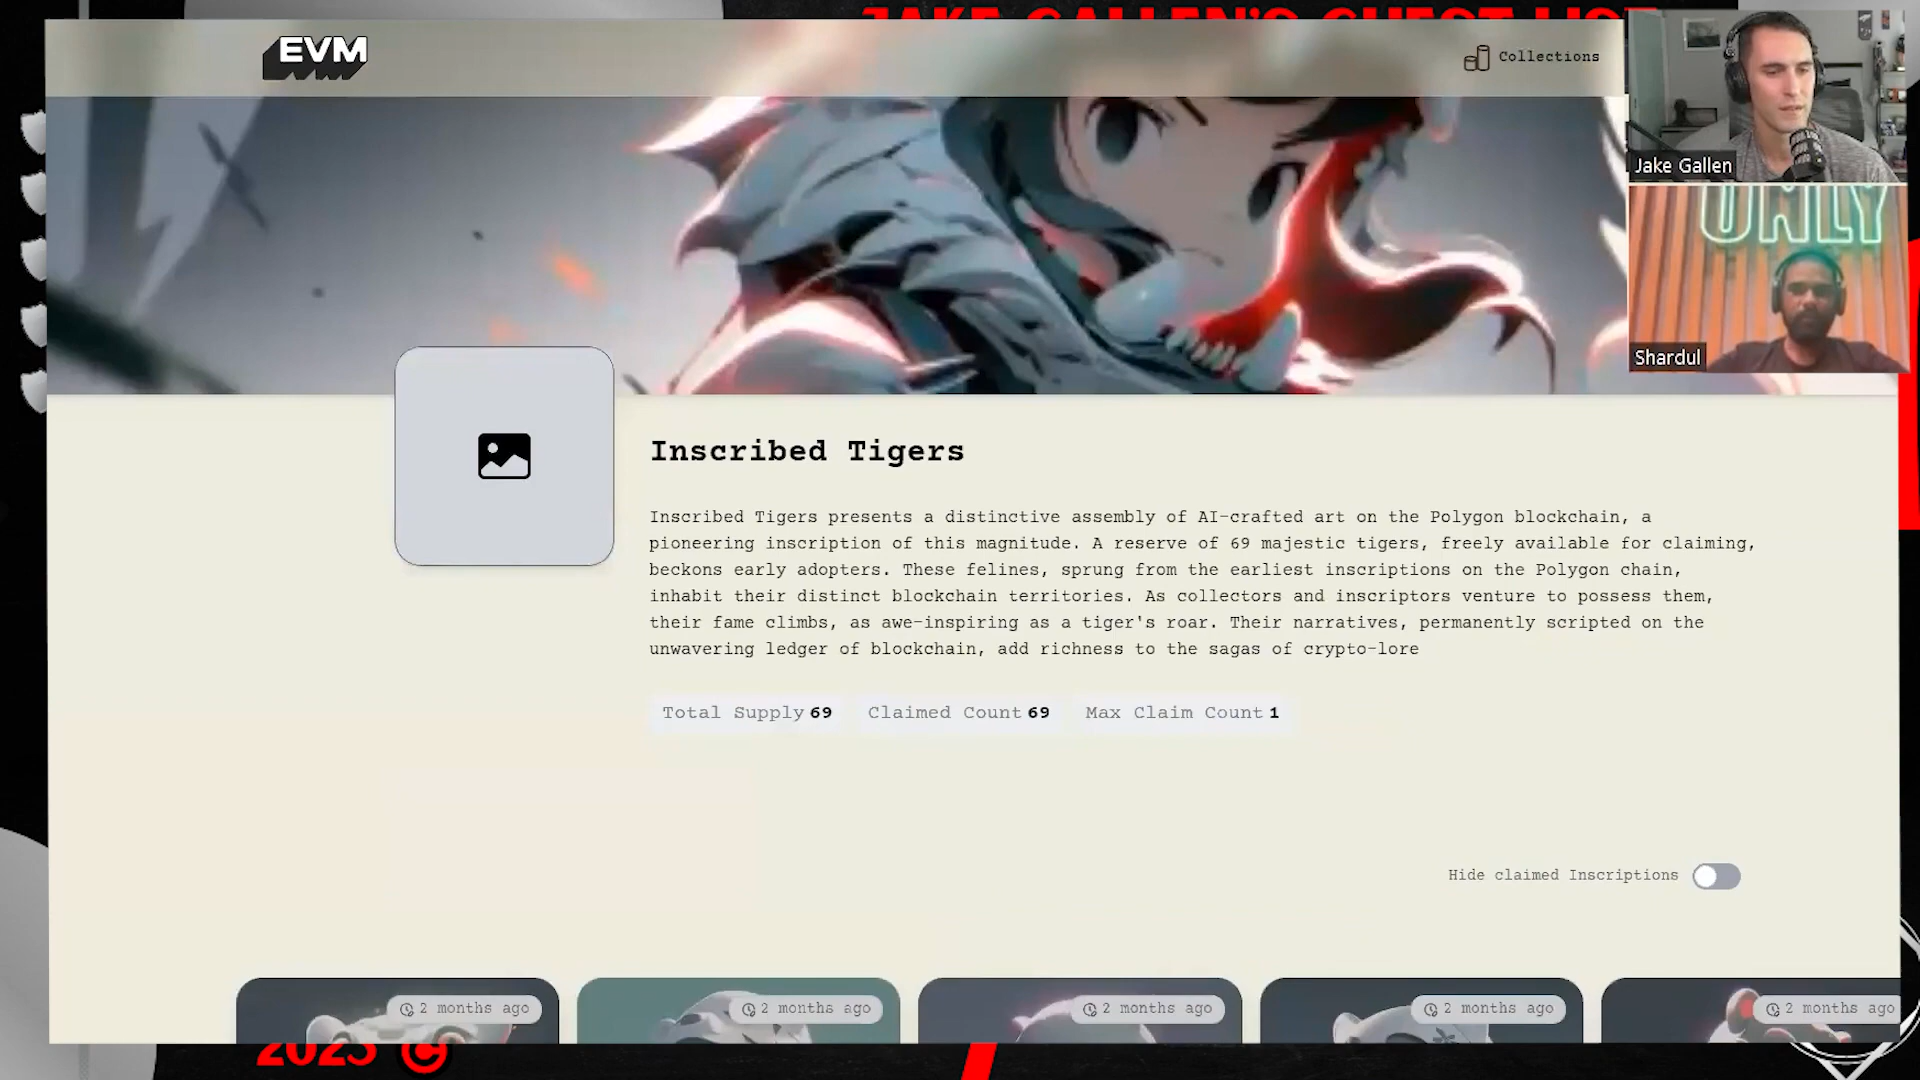 JAKE GALLEN'S GUEST LIST
EVM
Collections
Jake Gallen
ONLY
Shardul
Inscribed Tigers
Inscribed Tigers presents a distinctive assembly of AI-crafted art on the Polygon blockchain, a
pioneering inscription of this magnitude. A reserve of 69 majestic tigers, freely available for claiming,
beckons early adopters. These felines, sprung from the earliest inscriptions on the Polygon chain,
inhabit their distinct blockchain territories. As collectors and inscriptors venture to possess them,
their fame climbs, as awe-inspiring as a tiger's roar. Their narratives, permanently scripted on the
unwavering ledger of blockchain, add richness to the sagas of crypto-lore
Total Supply 69 Claimed Count 69 Max Claim Count 1
Hide claimed Inscriptions
2 months ago 2 months ago 2 months ago 2 months ago 2 months ago
2023